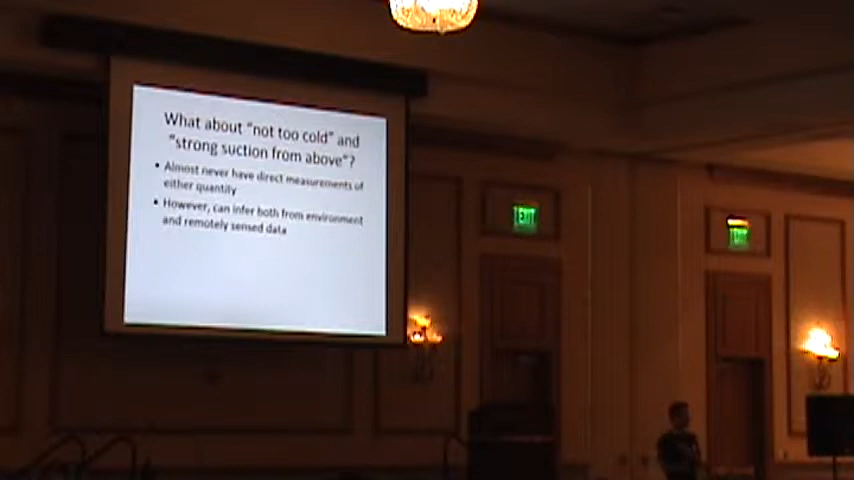 What about "not too cold" and
"strong suction from above"?
• Almost never have direct measurements of
either quantity
• However, can infer both from environment
and remotely sensed data
EXIT
EXIT